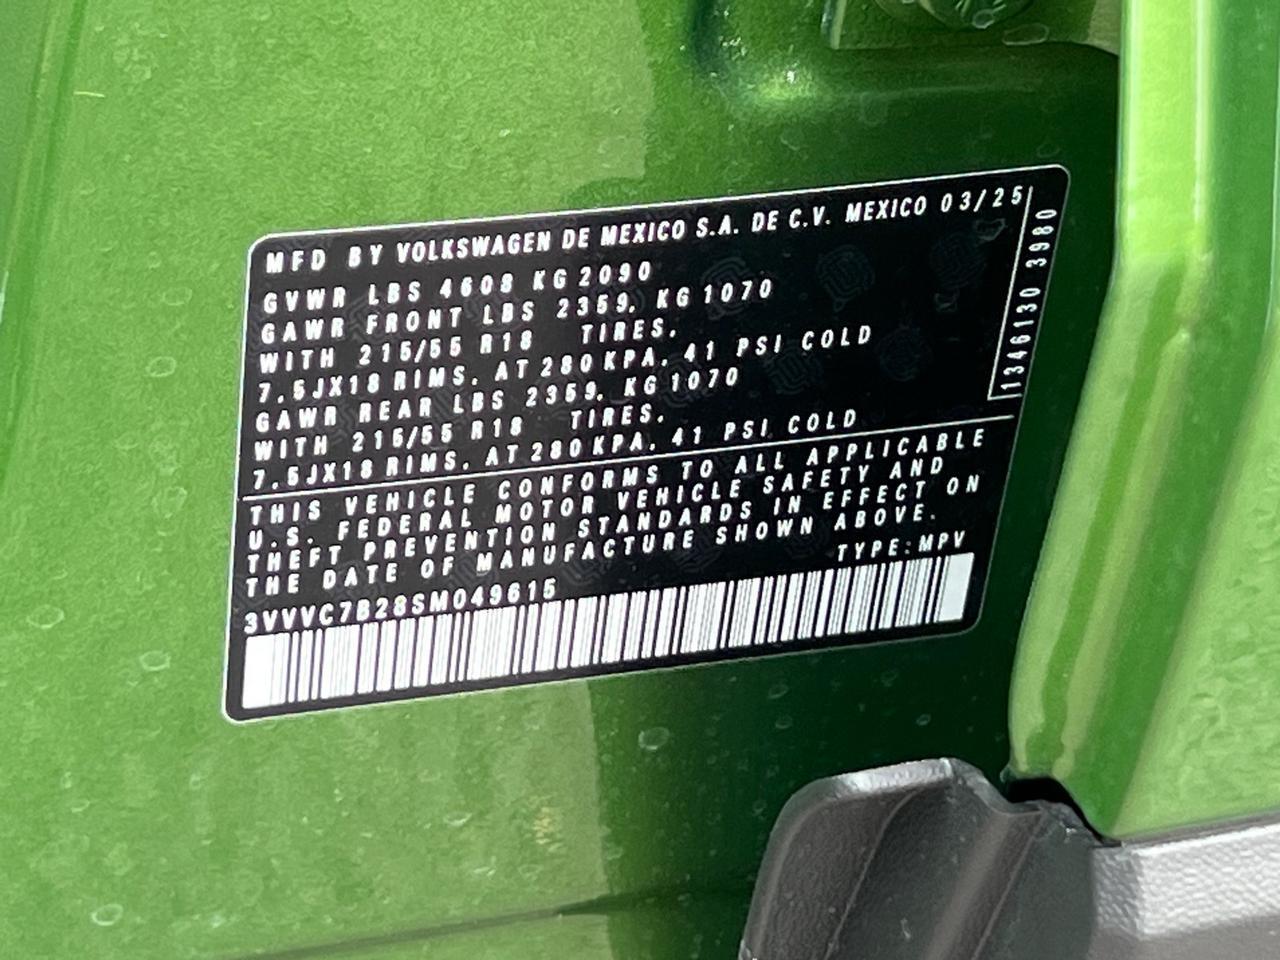 MFD BY VOLKSWAGEN DE MEXICO S.A. DE C.V. MEXICO 03/25
GVWR LBS 4608 KG 2090
GAWR FRONT LBS 2359, KG 1070
WITH 215/55 R18 TIRES,
7.5JX18 RIMS, AT 280 KPA, 41 PSI COLD
GAWR REAR LBS 2359, KG 1070
WITH 215/55 R18 TIRES,
7.5JX18 RIMS, AT 280 KPA, 41 PSI COLD
1346130 3980
THIS VEHICLE CONFORMS TO ALL APPLICABLE
U.S. FEDERAL MOTOR VEHICLE SAFETY AND
THEFT PREVENTION STANDARDS IN EFFECT ON
THE DATE OF MANUFACTURE SHOWN ABOVE.
TYPE: MPV
3VVVC7B28SM049615